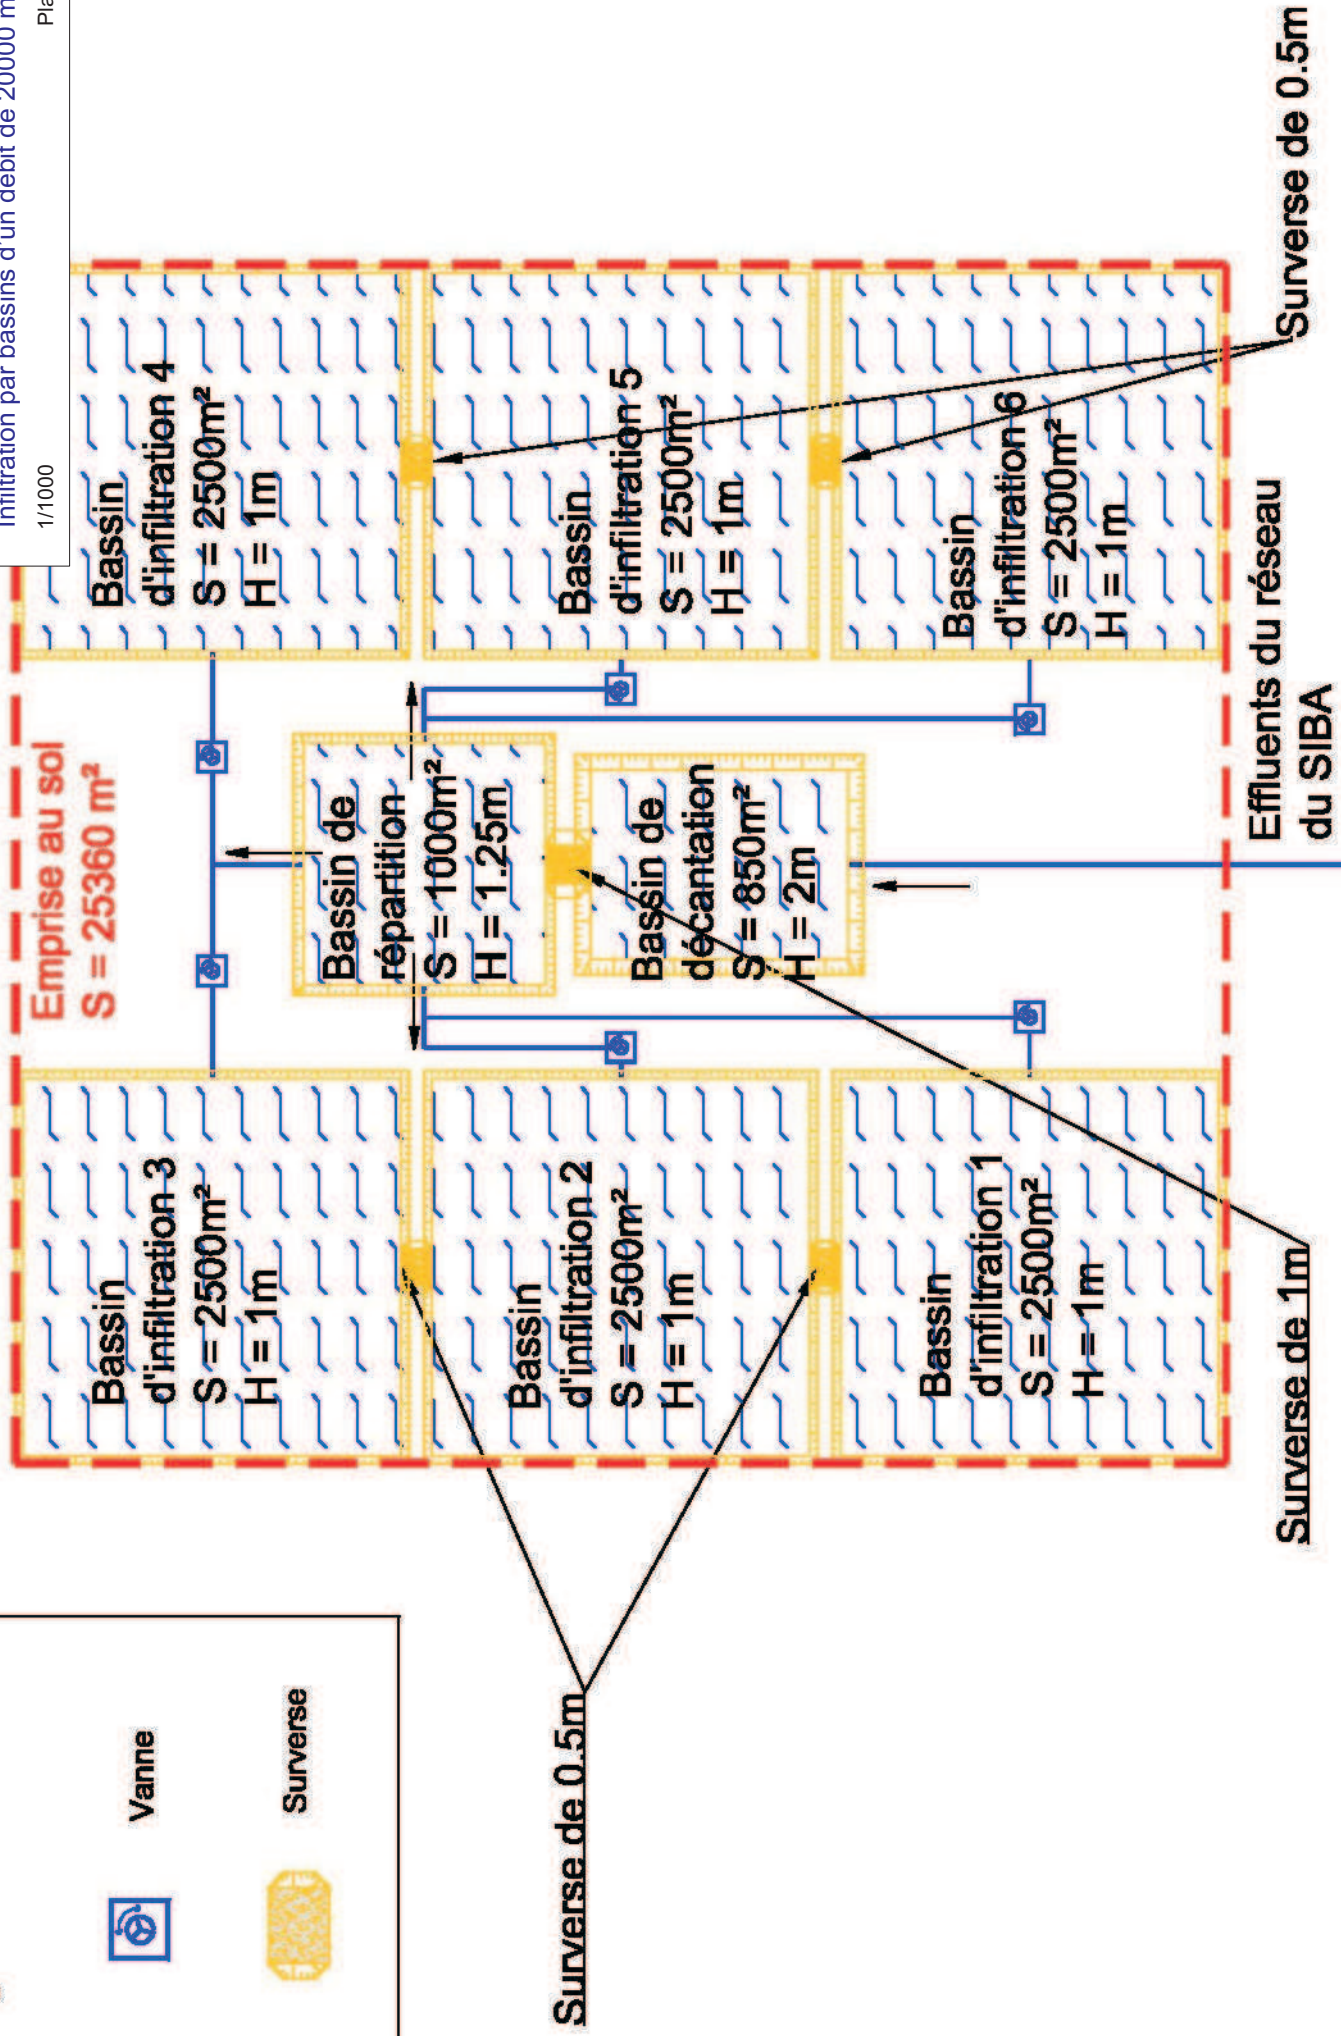 Infiltration par bassins d'un débit de 20000 m
1/1000
Emprise au sol
S = 25360 m²
Bassin
d'infiltration 3
S = 2500m²
H = 1m
Bassin
d'infiltration 4
S = 2500m²
H = 1m
Bassin de
répartition
S = 1000m²
H = 1.25m
Bassin
d'infiltration 2
S = 2500m²
H = 1m
Bassin
d'infiltration 5
S = 2500m²
H = 1m
Bassin de
décantation
S = 850m²
H = 2m
Bassin
d'infiltration 1
S = 2500m²
H = 1m
Bassin
d'infiltration 6
S = 2500m²
H = 1m
Vanne
Surverse
Surverse de 0.5m
Surverse de 1m
Effluents du réseau
du SIBA
Surverse de 0.5m